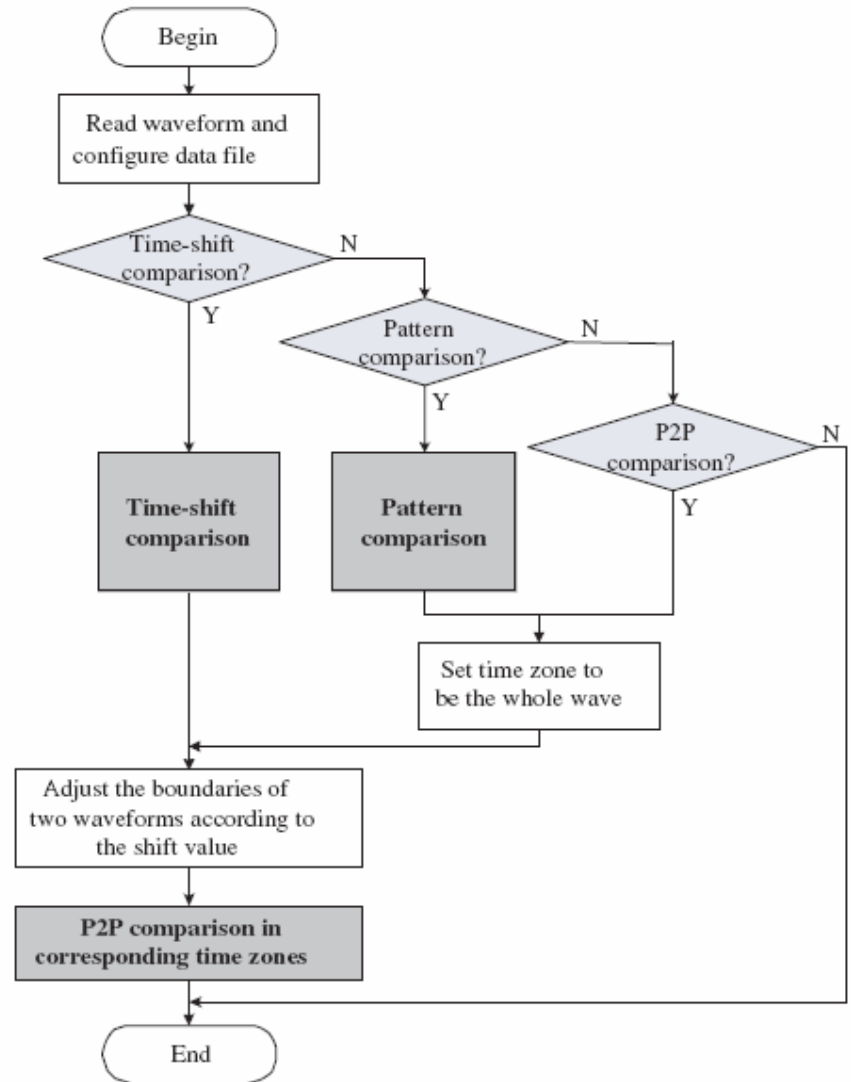 Begin
Read waveform and
configure data file
Time-shift
comparison?
N
Y
Pattern
comparison?
N
Y
P2P
comparison?
N
Y
Time-shift
comparison
Pattern
comparison
Set time zone to
be the whole wave
Adjust the boundaries of
two waveforms according to
the shift value
P2P comparison in
corresponding time zones
End